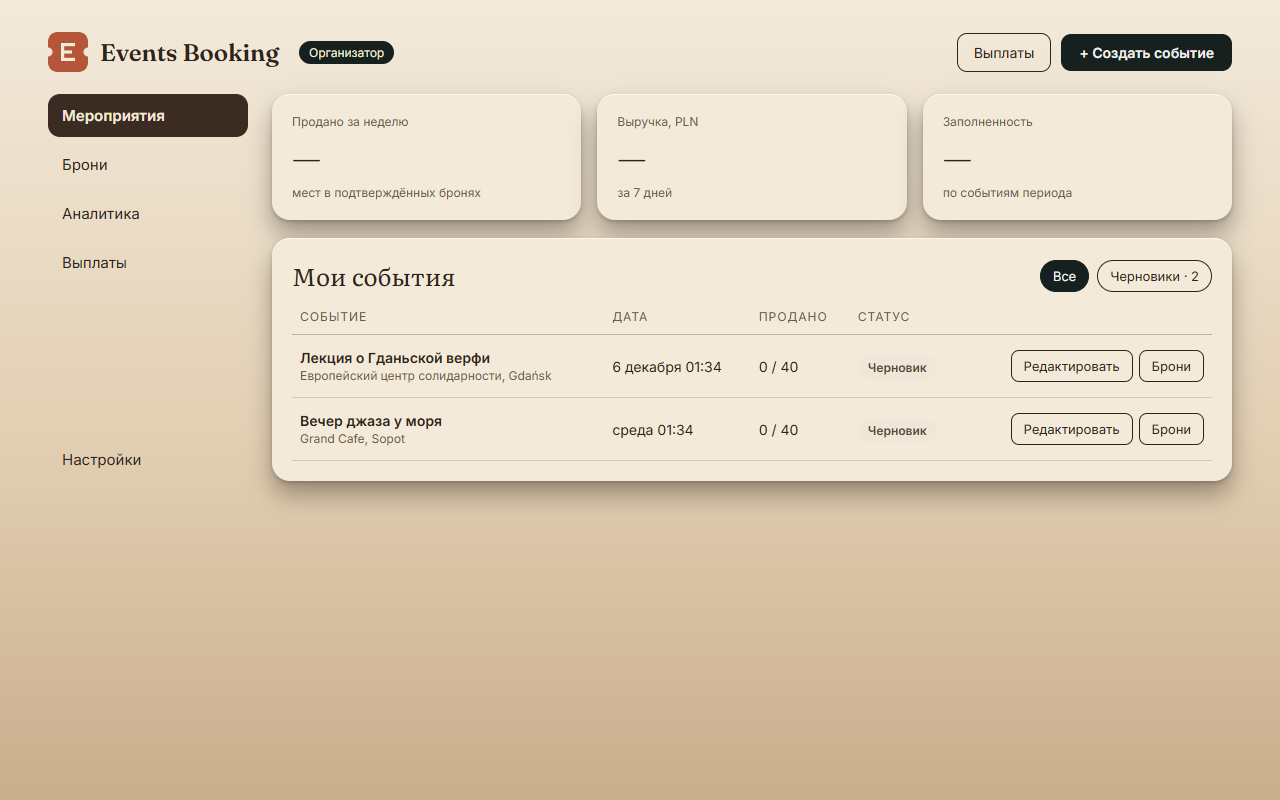 E Events Booking Организатор Выплаты + Создать событие
Мероприятия
Брони
Аналитика
Выплаты
Настройки
Продано за неделю
—
мест в подтверждённых бронях
Выручка, PLN
—
за 7 дней
Заполненность
—
по событиям периода
Мои события Все Черновики · 2
СОБЫТИЕ ДАТА ПРОДАНО СТАТУС
Лекция о Гданьской верфи
Европейский центр солидарности, Gdańsk
6 декабря 01:34 0 / 40 Черновик Редактировать Брони
Вечер джаза у моря
Grand Cafe, Sopot
среда 01:34 0 / 40 Черновик Редактировать Брони